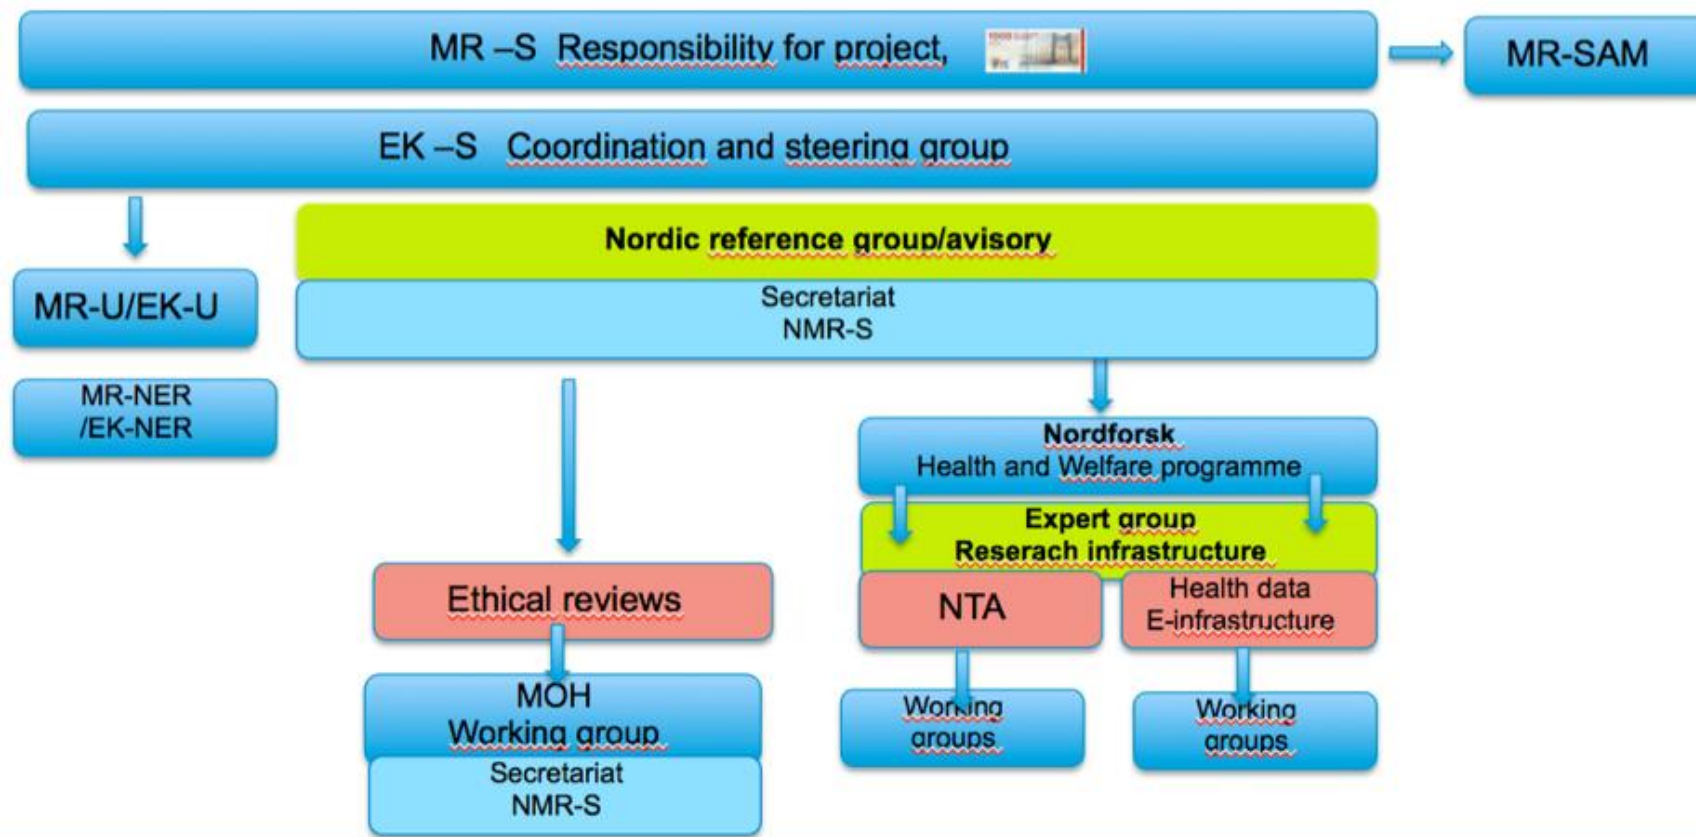 MR –S Responsibility for project,
1000
MR-SAM
EK –S Coordination and steering group
Nordic reference group/avisory
Secretariat
NMR-S
MR-U/EK-U
MR-NER
/EK-NER
Nordforsk
Health and Welfare programme
Expert group
Reserach infrastructure
Ethical reviews
NTA
Health data
E-infrastructure
MOH
Working group
Secretariat
NMR-S
Working
groups
Working
groups